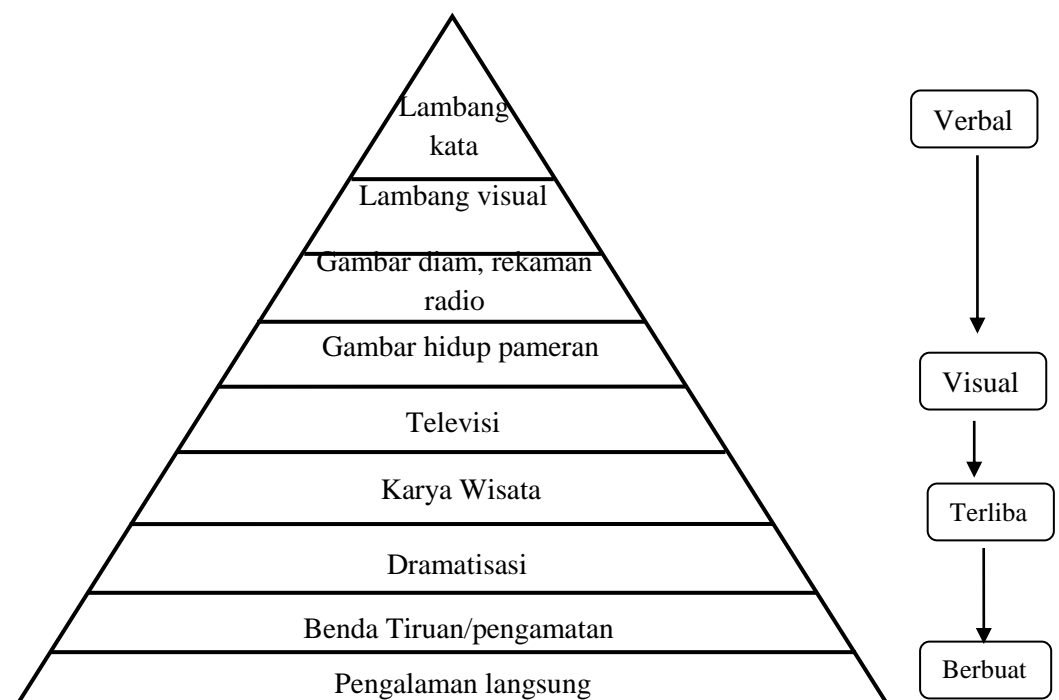 Lambang
kata
Lambang visual
Gambar diam, rekaman
radio
Gambar hidup pameran
Televisi
Karya Wisata
Dramatisasi
Benda Tiruan/pengamatan
Pengalaman langsung
Verbal
Visual
Terliba
Berbuat